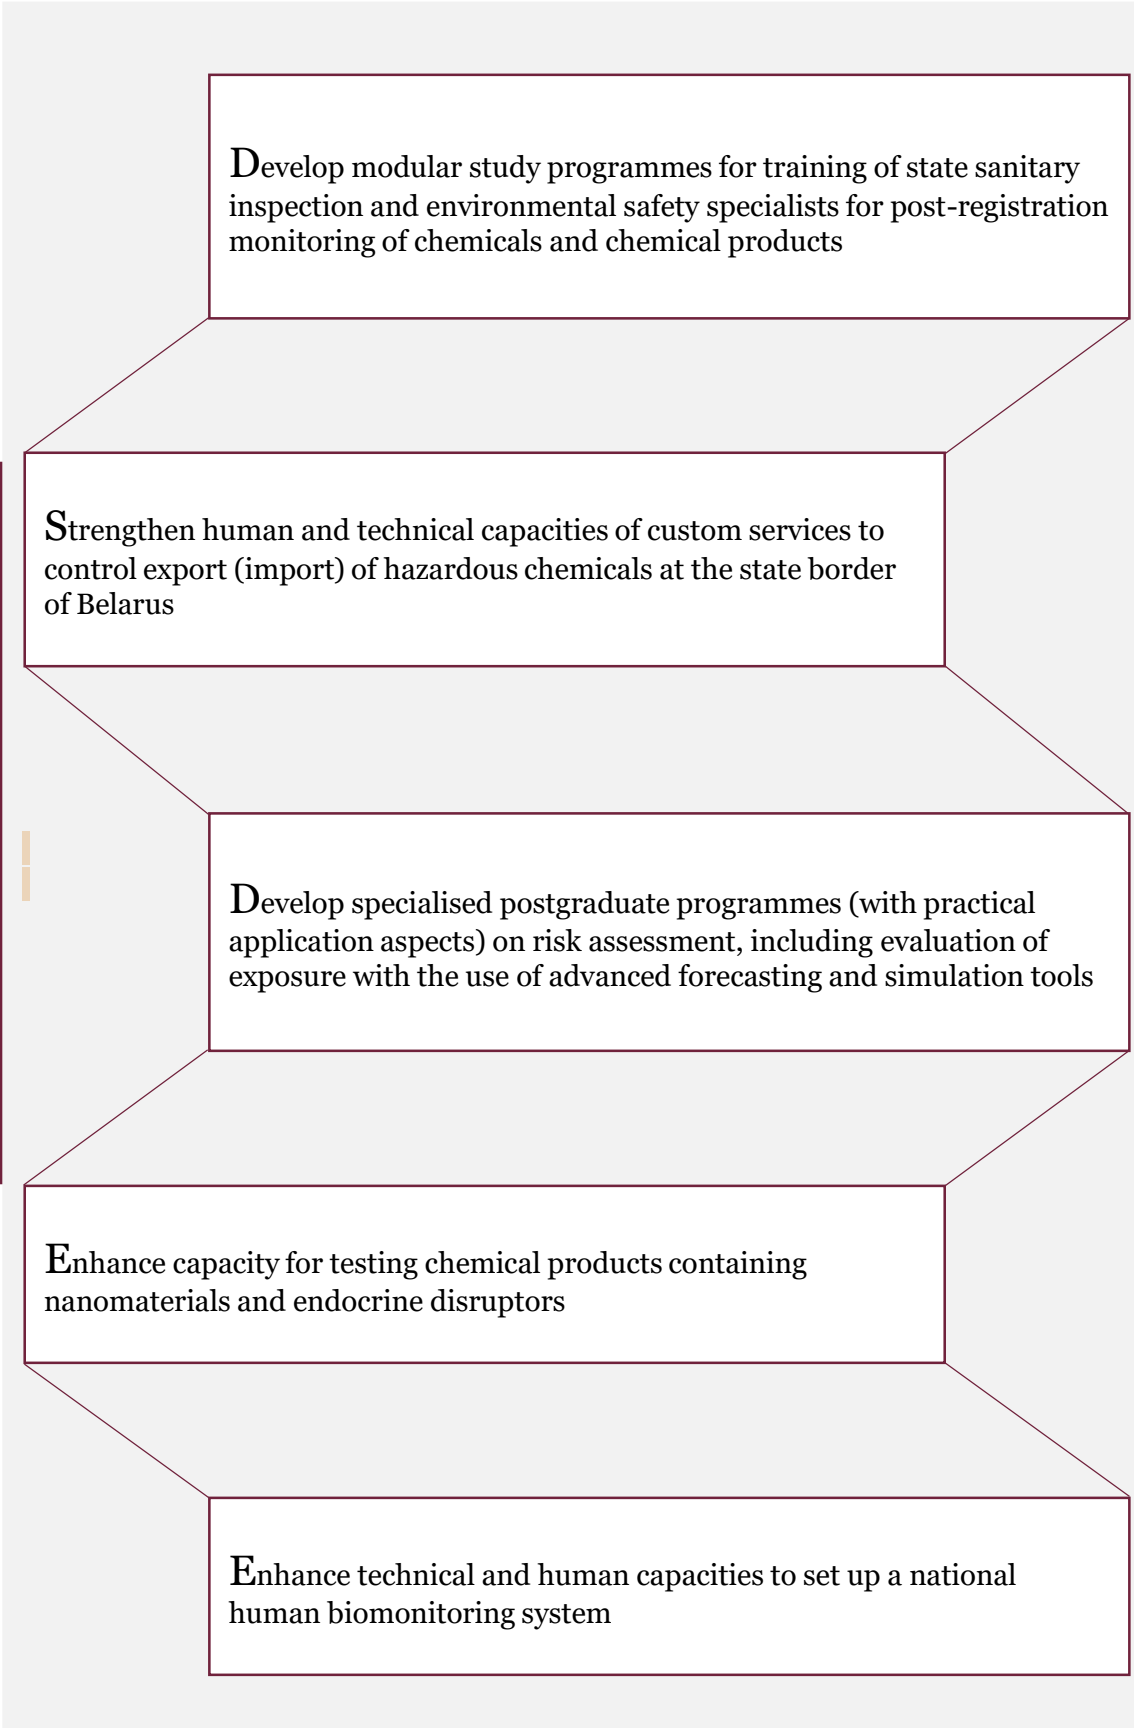 Develop modular study programmes for training of state sanitary
inspection and environmental safety specialists for post-registration
monitoring of chemicals and chemical products
Strengthen human and technical capacities of custom services to
control export (import) of hazardous chemicals at the state border
of Belarus
Develop specialised postgraduate programmes (with practical
application aspects) on risk assessment, including evaluation of
exposure with the use of advanced forecasting and simulation tools
Enhance capacity for testing chemical products containing
nanomaterials and endocrine disruptors
Enhance technical and human capacities to set up a national
human biomonitoring system